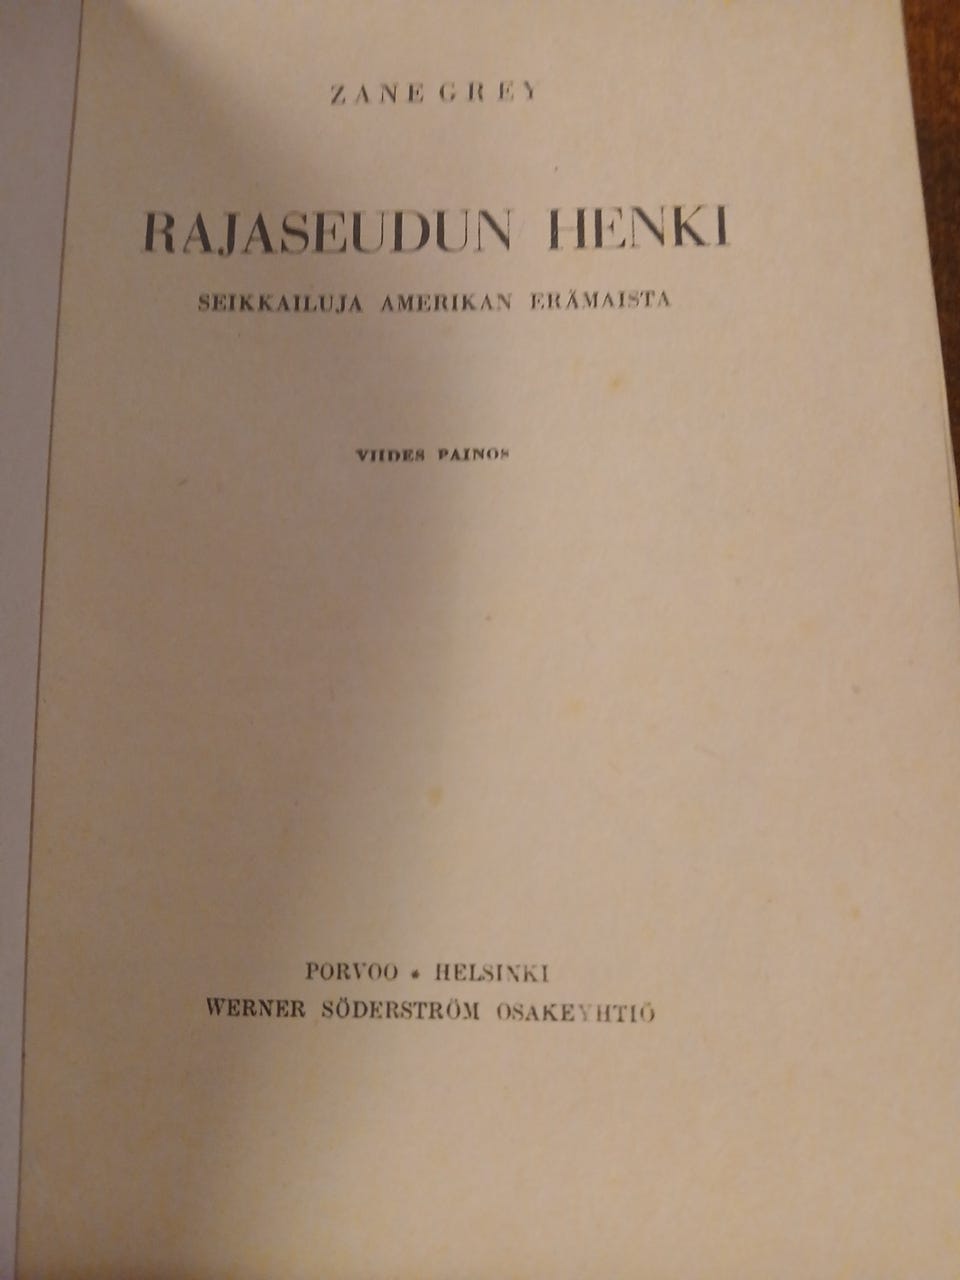 ZANE GREY
RAJASEUDUN HENKI
SEIKKAILUJA AMERIKAN ERÄMAISTA
VIIDES PAINOS
PORVOO * HELSINKI
WERNER SÖDERSTRÖM OSAKEYHTIÖ